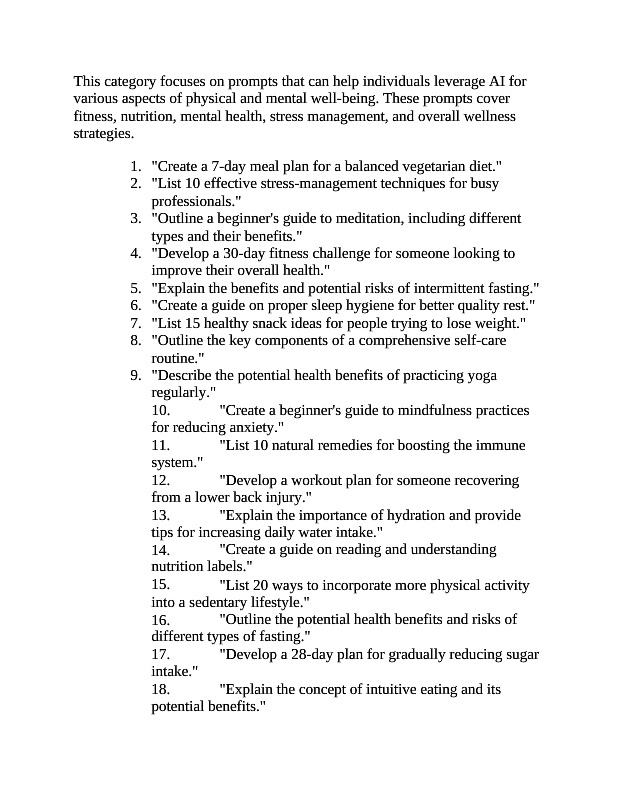 This category focuses on prompts that can help individuals leverage AI for
various aspects of physical and mental well-being. These prompts cover
fitness, nutrition, mental health, stress management, and overall wellness
strategies.
1. "Create a 7-day meal plan for a balanced vegetarian diet."
2. "List 10 effective stress-management techniques for busy
professionals."
3. "Outline a beginner's guide to meditation, including different
types and their benefits."
4. "Develop a 30-day fitness challenge for someone looking to
improve their overall health."
5. "Explain the benefits and potential risks of intermittent fasting."
6. "Create a guide on proper sleep hygiene for better quality rest."
7. "List 15 healthy snack ideas for people trying to lose weight."
8. "Outline the key components of a comprehensive self-care
routine."
9. "Describe the potential health benefits of practicing yoga
regularly."
10. "Create a beginner's guide to mindfulness practices
for reducing anxiety."
11. "List 10 natural remedies for boosting the immune
system."
12. "Develop a workout plan for someone recovering
from a lower back injury."
13. "Explain the importance of hydration and provide
tips for increasing daily water intake."
14. "Create a guide on reading and understanding
nutrition labels."
15. "List 20 ways to incorporate more physical activity
into a sedentary lifestyle."
16. "Outline the potential health benefits and risks of
different types of fasting."
17. "Develop a 28-day plan for gradually reducing sugar
intake."
18. "Explain the concept of intuitive eating and its
potential benefits."